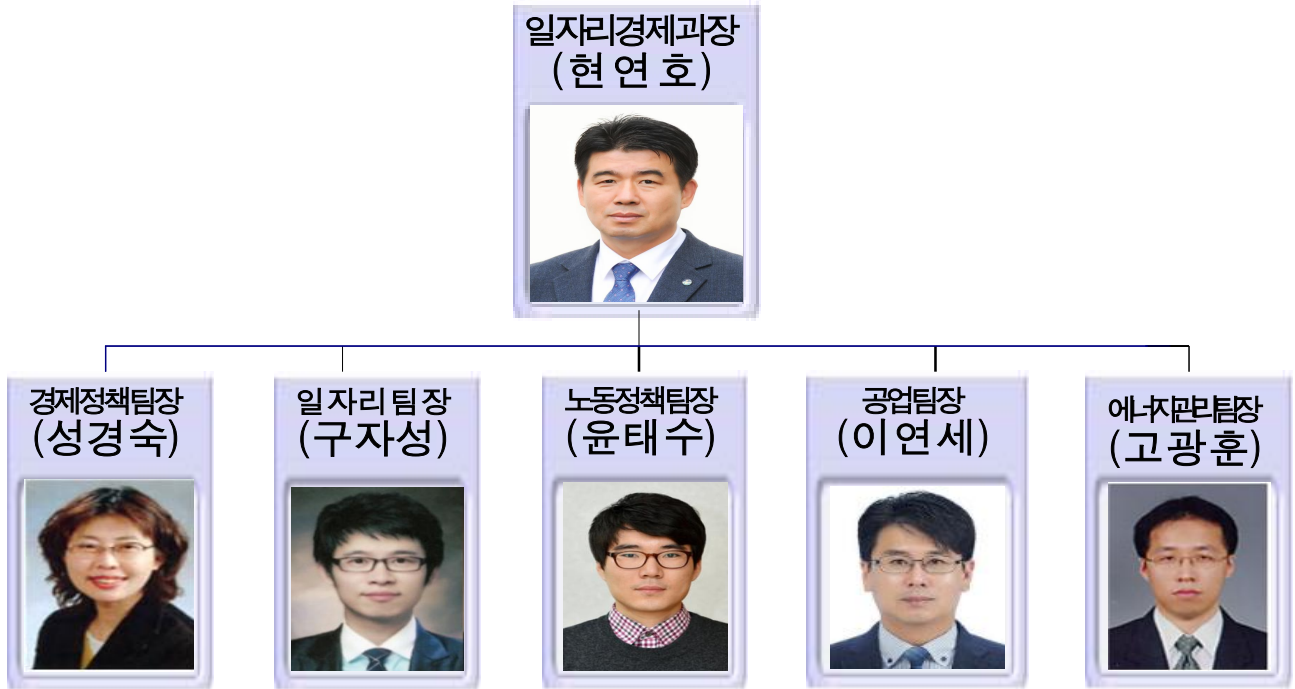 일자리경제과장
(현연호)
경제정책팀장
(성경숙)
일자리팀장
(구자성)
노동정책팀장
(윤태수)
공업팀장
(이연세)
에너지관리팀장
(고광훈)